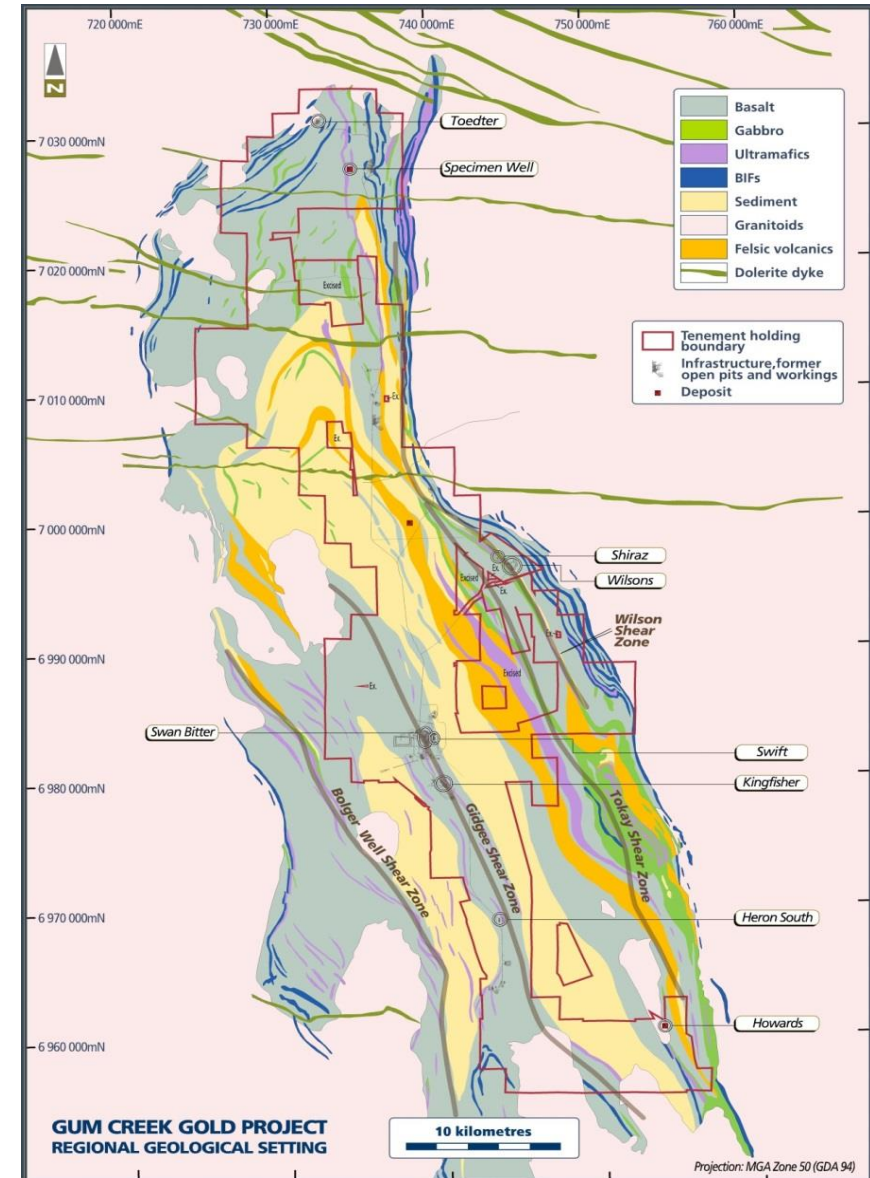 720 000mE
730 000mE
740 000mE
750 000mE
760 000mE
N
7 030 000mN
7 020 000mN
7 010 000mN
7 000 000mN
6 990 000mN
6 980 000mN
6 970 000mN
6 960 000mN
Toedter
Specimen Well
Basalt
Gabbro
Ultramafics
BIFs
Sediment
Granitoids
Felsic volcanics
Dolerite dyke
Tenement holding
boundary
Infrastructure,former
open pits and workings
Deposit
Excised
Ex.
Ex.
Shiraz
Wilsons
Ex.
Excised
Ex.
Wilson
Shear
Zone
Ex.
Excised
Ex.
Swan Bitter
Swift
Kingfisher
Bolger Well Shear Zone
Gidgee Shear Zone
Tokay Shear Zone
Heron South
Howards
GUM CREEK GOLD PROJECT
REGIONAL GEOLOGICAL SETTING
10 kilometres
Projection: MGA Zone 50 (GDA 94)